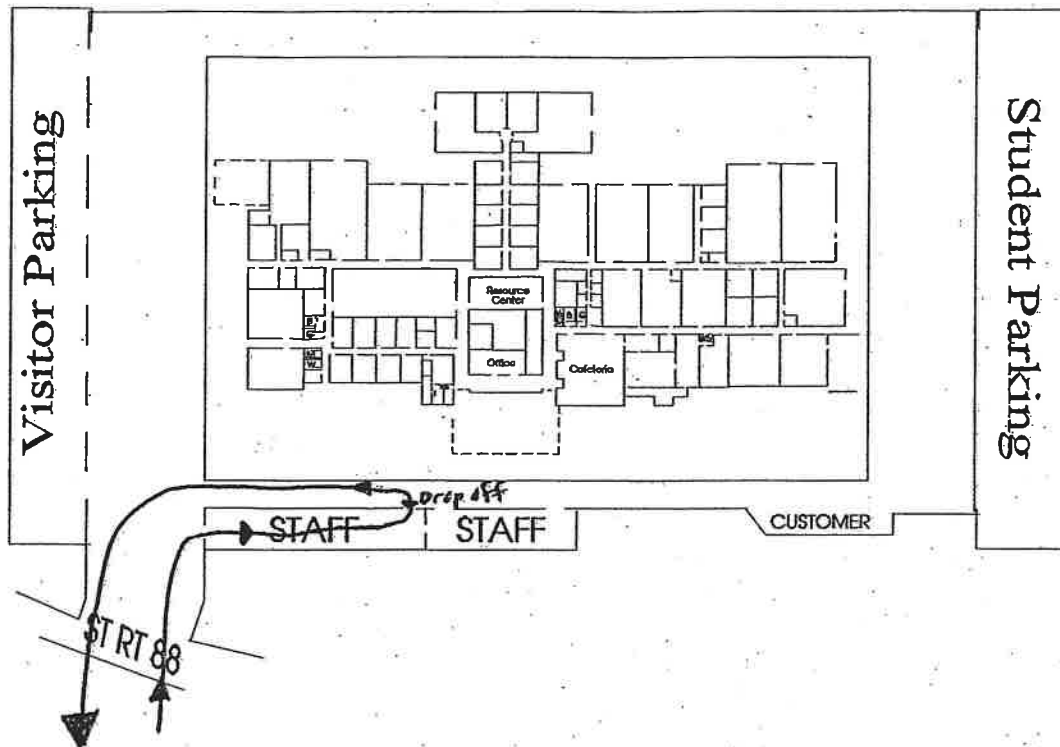 Visitor Parking
Student Parking
Resource
Center
Office
Cafeteria
Drop off
STAFF
STAFF
CUSTOMER
ST RT 88